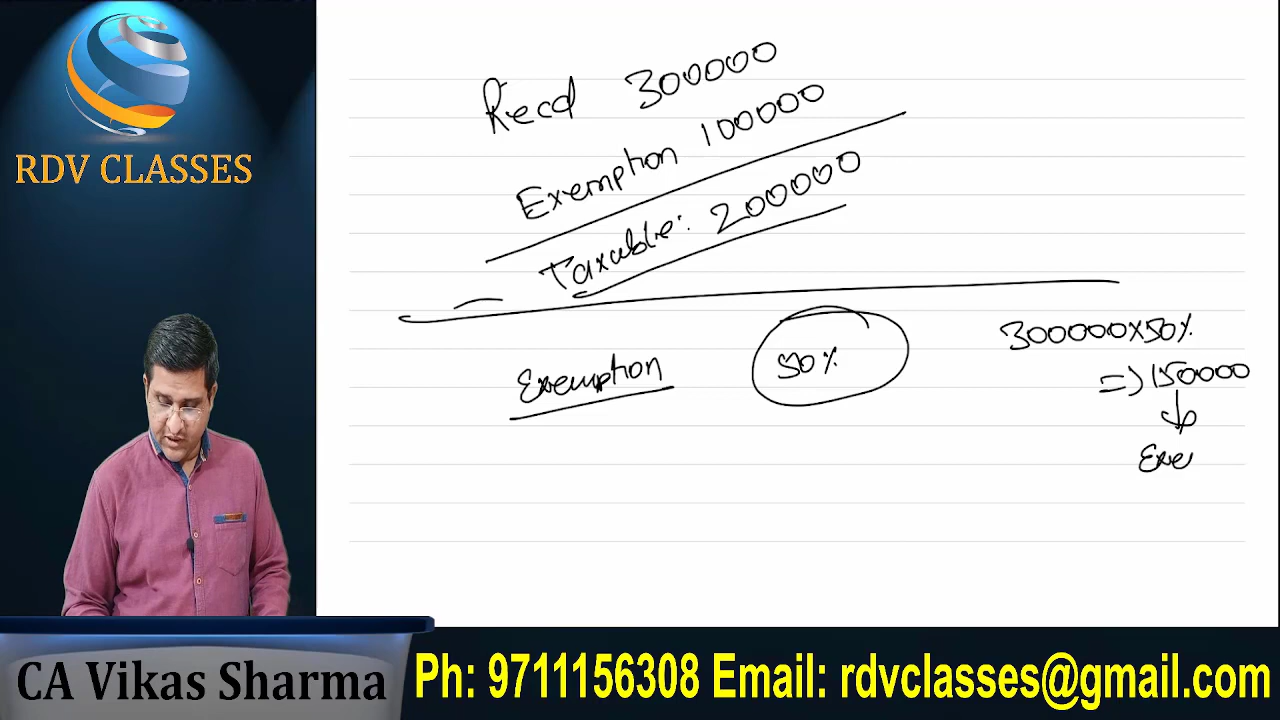 RDV CLASSES
Recd 300000
Exemption 100000
Taxable: 200000
Exemption 50%
300000x50%
=) 150000
Exe
CA Vikas Sharma
Ph: 9711156308 Email: rdvclasses@gmail.com